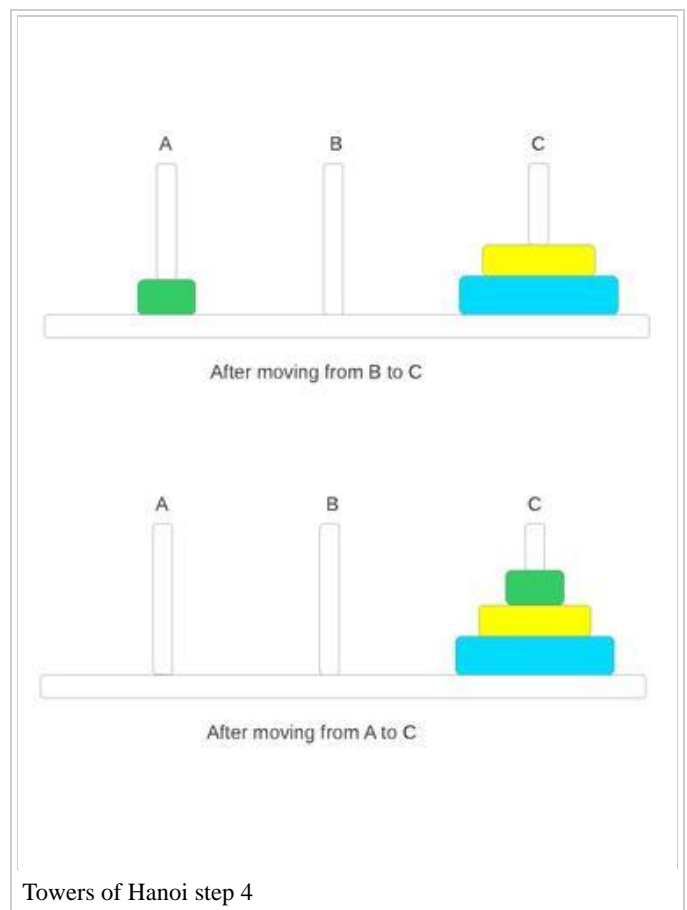 A B C
After moving from B to C
A B C
After moving from A to C
Towers of Hanoi step 4